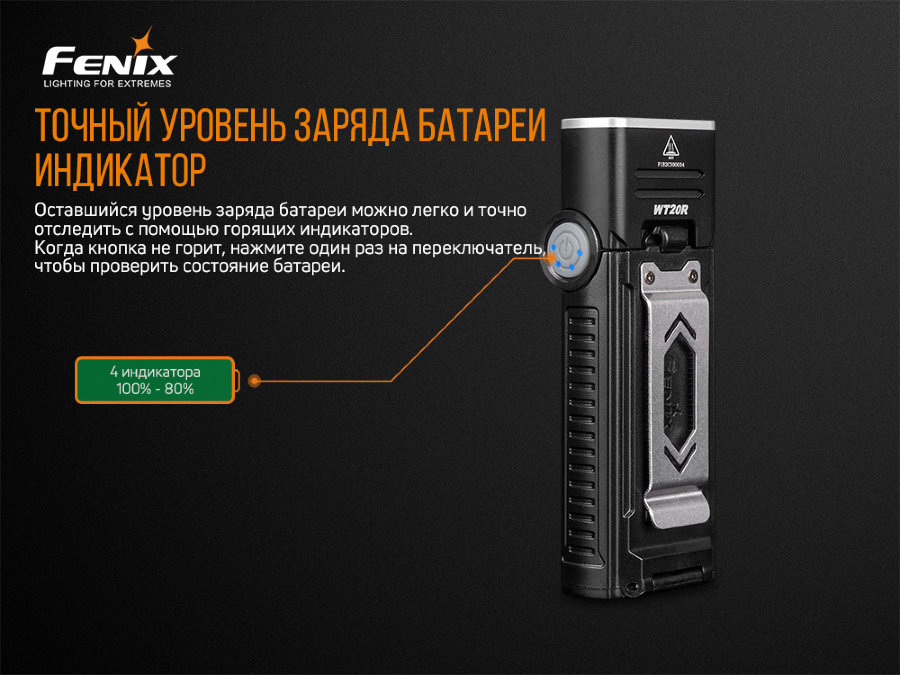 FENIX
LIGHTING FOR EXTREMES
ТОЧНЫЙ УРОВЕНЬ ЗАРЯДА БАТАРЕИ
ИНДИКАТОР
Оставшийся уровень заряда батареи можно легко и точно
отследить с помощью горящих индикаторов.
Когда кнопка не горит, нажмите один раз на переключатель,
чтобы проверить состояние батареи.
4 индикатора
100% - 80%
WT20R